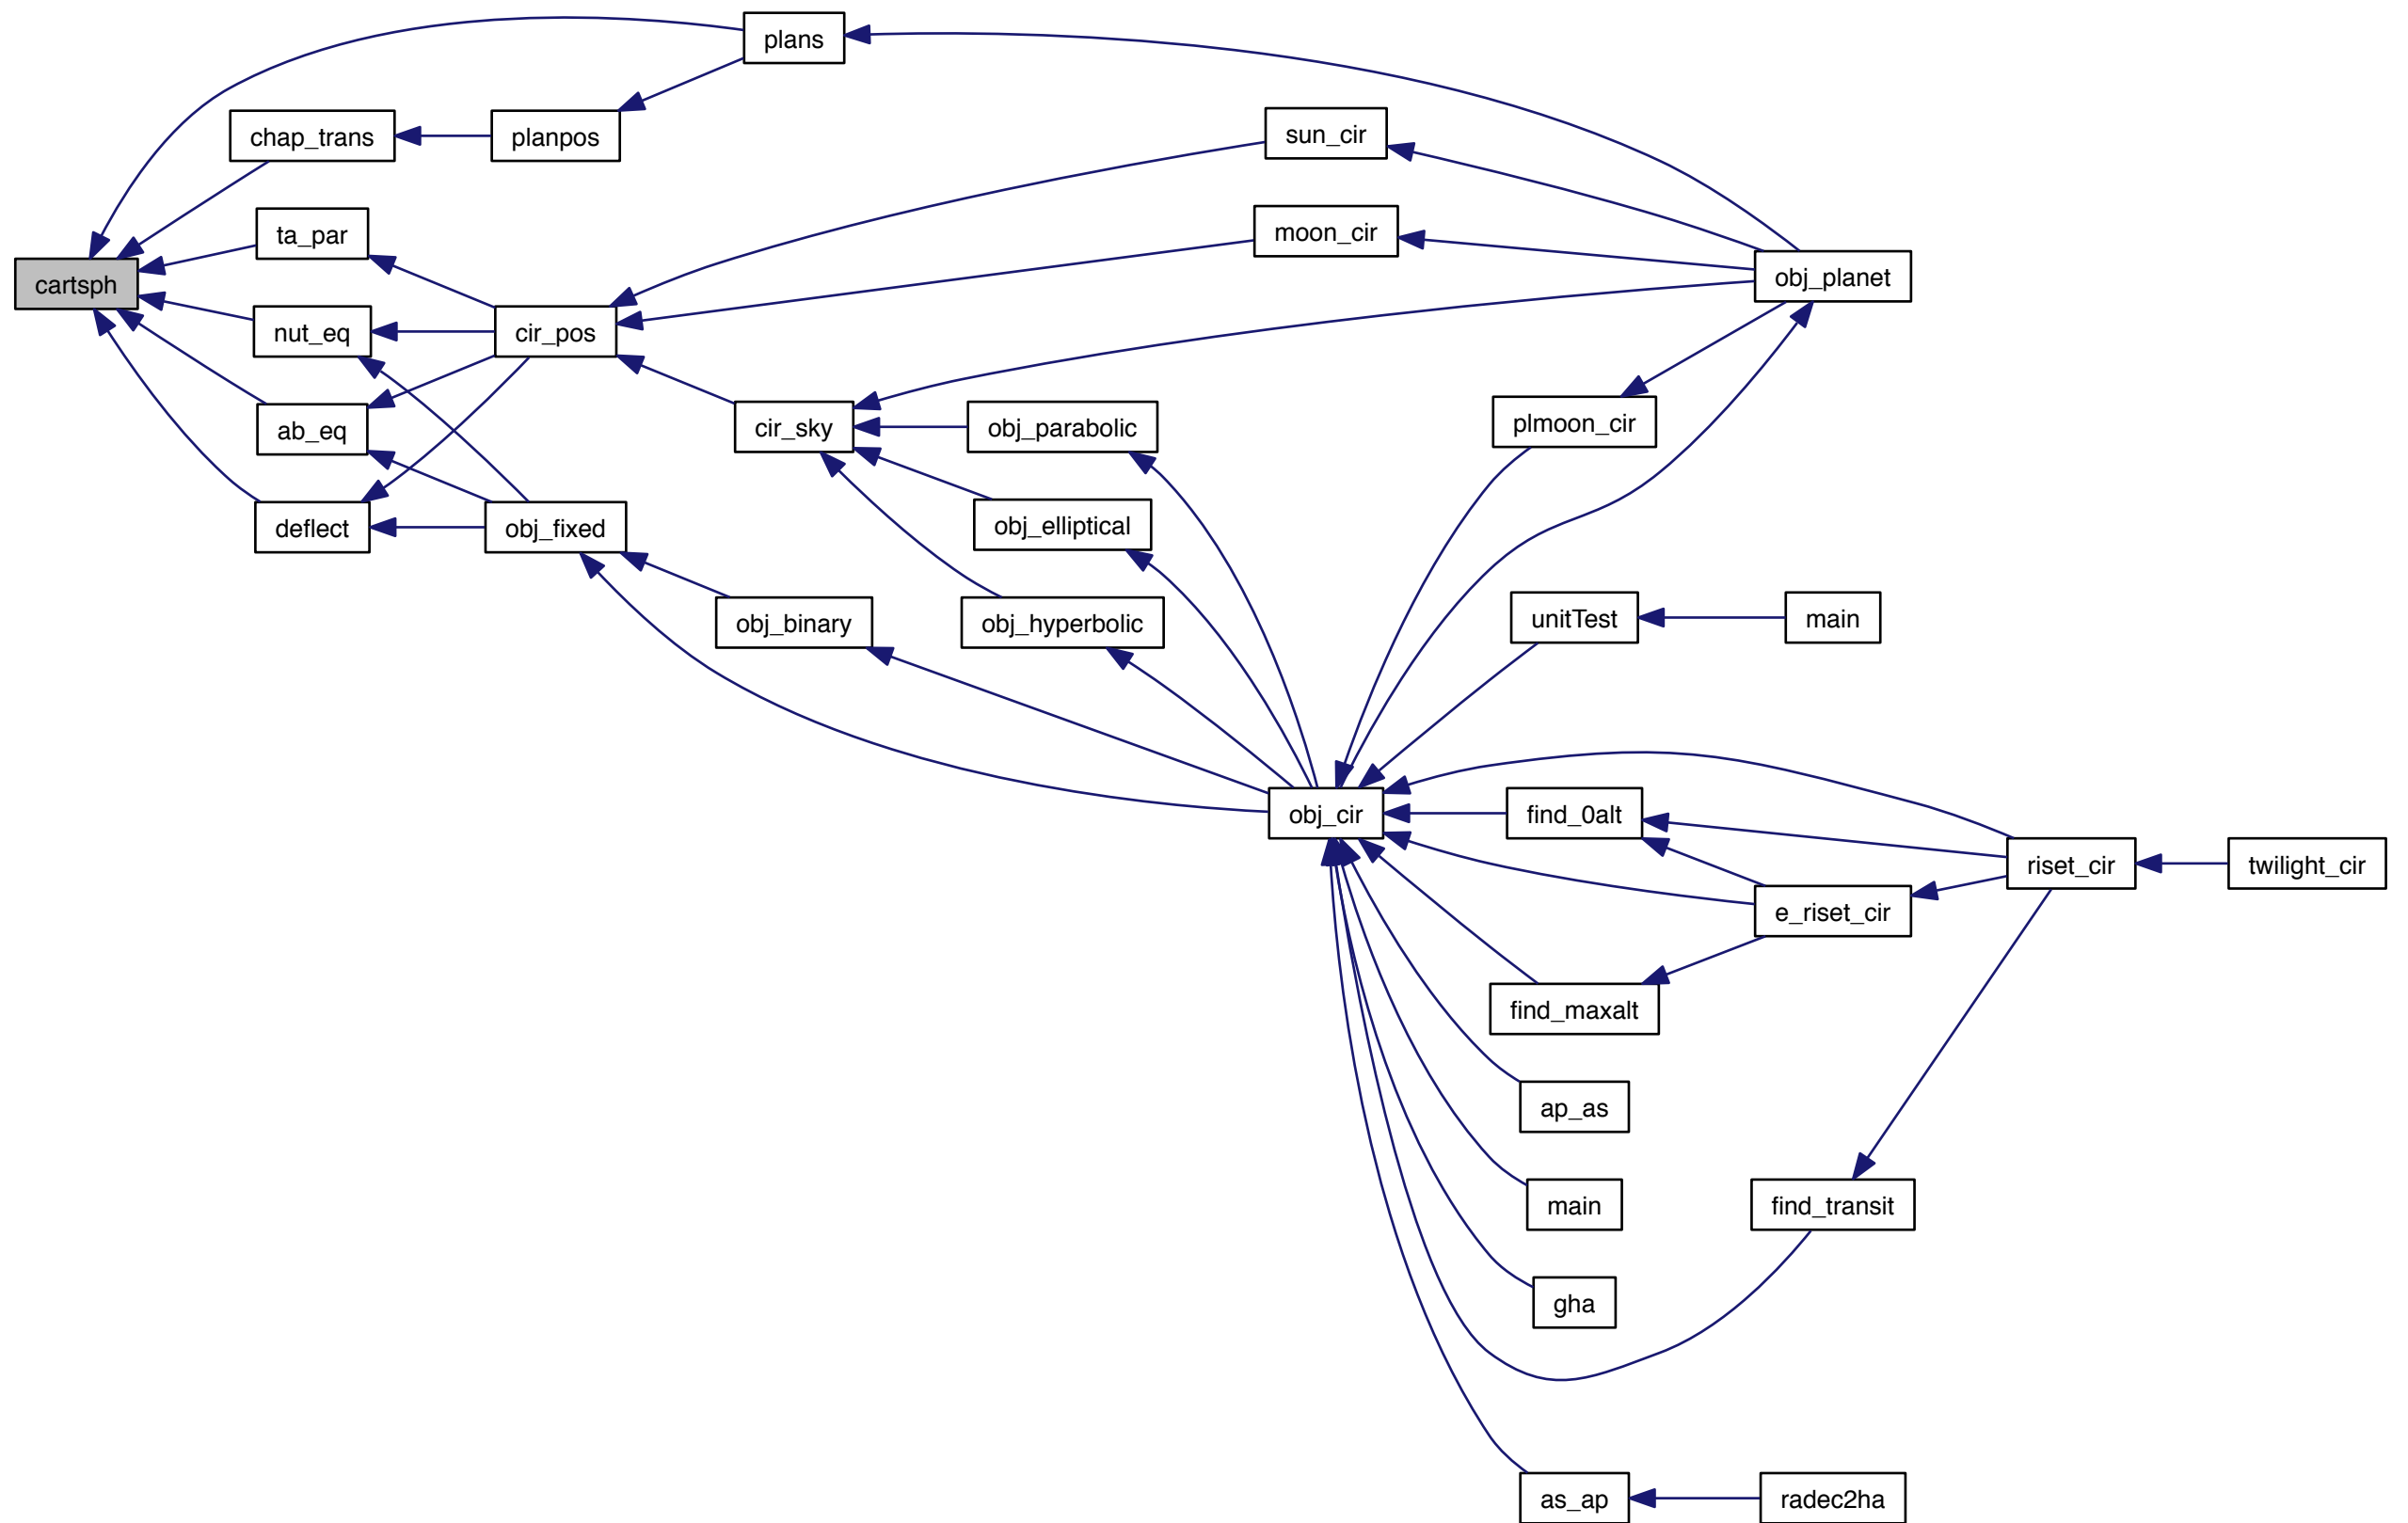 plans
chap_trans
planpos
sun_cir
ta_par
moon_cir
cartsph
obj_planet
nut_eq
cir_pos
ab_eq
cir_sky
obj_parabolic
plmoon_cir
deflect
obj_fixed
obj_elliptical
obj_binary
obj_hyperbolic
unitTest
main
obj_cir
find_0alt
riset_cir
twilight_cir
e_riset_cir
find_maxalt
ap_as
main
find_transit
gha
as_ap
radec2ha